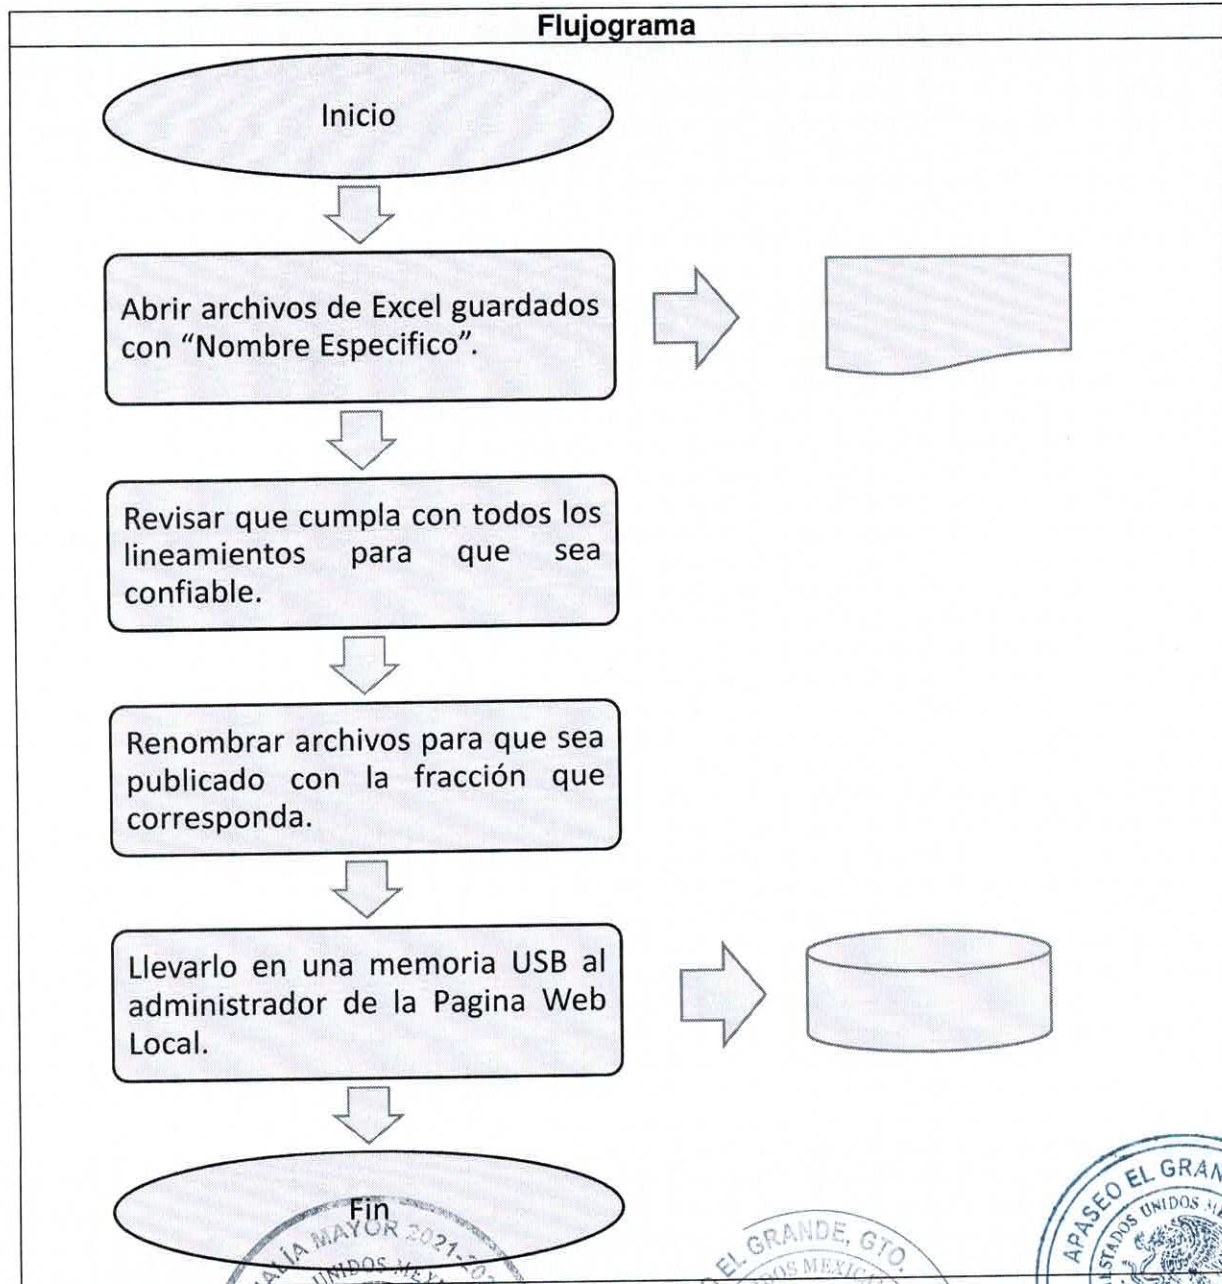 Flujograma
Inicio
Abrir archivos de Excel guardados
con “Nombre Especifico”.
Revisar que cumpla con todos los
lineamientos para que sea
confiable.
Renombrar archivos para que sea
publicado con la fracción que
corresponda.
Llevarlo en una memoria USB al
administrador de la Pagina Web
Local.
Fin
MAYOR 2021-
UNIDOS
EL GRANDE, GTO.
APASEO EL
UNIDOS